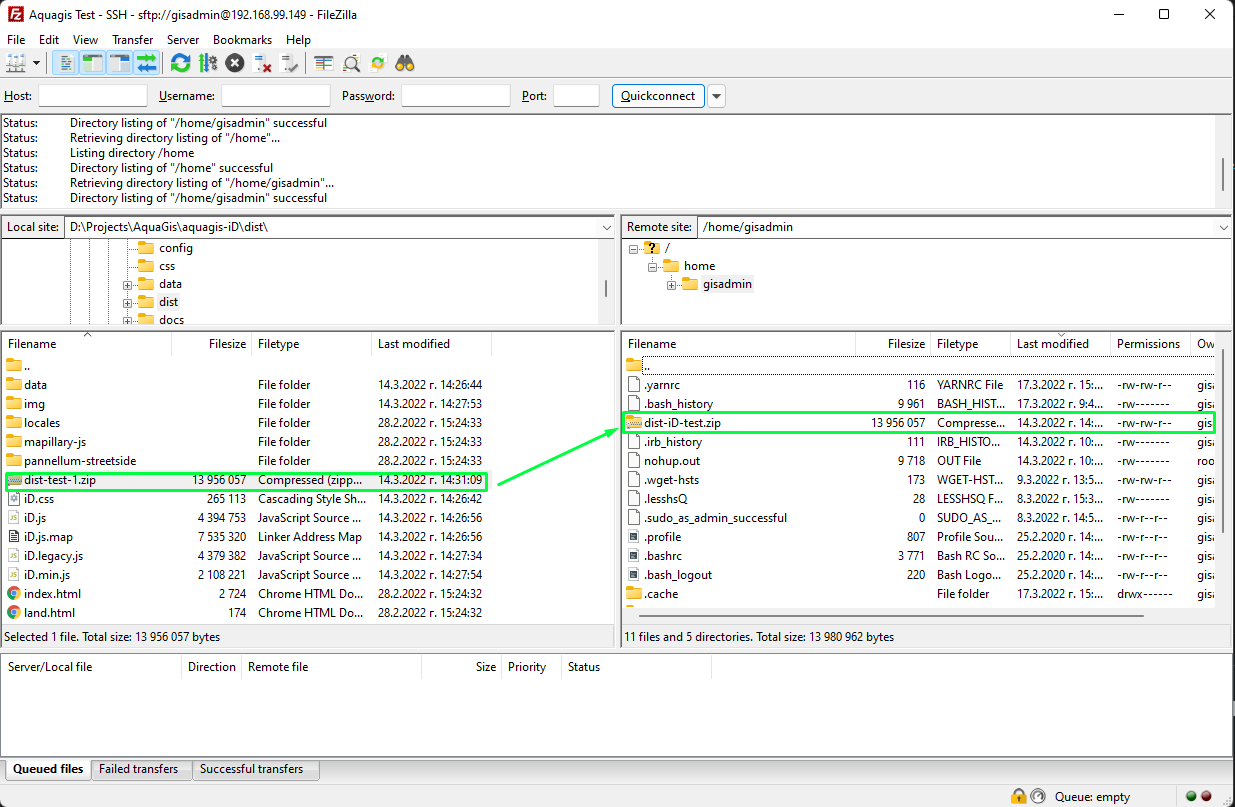 Aquagis Test - SSH - sftp://gisadmin@192.168.99.149 - FileZilla
File Edit View Transfer Server Bookmarks Help
Host: Username: Password: Port: Quickconnect
Status: Directory listing of "/home/gisadmin" successful
Status: Retrieving directory listing of "/home"...
Status: Listing directory /home
Status: Directory listing of "/home" successful
Status: Retrieving directory listing of "/home/gisadmin"...
Status: Directory listing of "/home/gisadmin" successful
Local site: D:\Projects\AquaGis\aquagis-iD\dist\
config
css
data
dist
docs
Remote site: /home/gisadmin
? /
home
gisadmin
Filename Filesize Filetype Last modified
..
data File folder 14.3.2022 г. 14:26:44
img File folder 14.3.2022 г. 14:27:53
locales File folder 28.2.2022 г. 15:24:33
mapillary-js File folder 28.2.2022 г. 15:24:33
pannellum-streetside File folder 28.2.2022 г. 15:24:33
dist-test-1.zip 13 956 057 Compressed (zipp... 14.3.2022 г. 14:31:09
iD.css 265 113 Cascading Style Sh... 14.3.2022 г. 14:26:42
iD.js 4 394 753 JavaScript Source ... 14.3.2022 г. 14:26:56
iD.js.map 7 535 320 Linker Address Map 14.3.2022 г. 14:26:56
iD.legacy.js 4 379 382 JavaScript Source ... 14.3.2022 г. 14:27:34
iD.min.js 2 108 221 JavaScript Source ... 14.3.2022 г. 14:27:54
index.html 2 724 Chrome HTML Do... 28.2.2022 г. 15:24:32
land.html 174 Chrome HTML Do... 28.2.2022 г. 15:24:32
Selected 1 file. Total size: 13 956 057 bytes
Filename Filesize Filetype Last modified Permissions Ow
..
.yarnrc 116 YARNRC File 17.3.2022 г. 15:... -rw-rw-r-- gisa
.bash_history 9 961 BASH_HIST... 17.3.2022 г. 9:4... -rw------- gisa
dist-iD-test.zip 13 956 057 Compresse... 14.3.2022 г. 14:... -rw-rw-r-- gis
.irb_history 111 IRB_HISTO... 14.3.2022 г. 10:... -rw------- gisa
nohup.out 9 718 OUT File 14.3.2022 г. 10:... -rw------- roo
.wget-hsts 173 WGET-HST... 9.3.2022 г. 13:5... -rw-rw-r-- gisa
.lesshsQ 28 LESSHSQ F... 8.3.2022 г. 15:3... -rw------- gisa
.sudo_as_admin_successful 0 SUDO_AS_... 8.3.2022 г. 14:5... -rw-r--r-- gisa
.profile 807 Profile Sou... 25.2.2020 г. 14:... -rw-r--r-- gisa
.bashrc 3 771 Bash RC So... 25.2.2020 г. 14:... -rw-r--r-- gisa
.bash_logout 220 Bash Logo... 25.2.2020 г. 14:... -rw-r--r-- gisa
.cache File folder 17.3.2022 г. 15:... drwx------ gisa
11 files and 5 directories. Total size: 13 980 962 bytes
Server/Local file Direction Remote file Size Priority Status
Queued files Failed transfers Successful transfers
Queue: empty